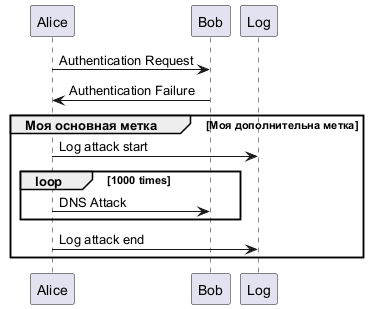 Alice Bob Log
Authentication Request
Authentication Failure
Моя основная метка [Моя дополнительна метка]
Log attack start
loop [1000 times]
DNS Attack
Log attack end
Alice Bob Log